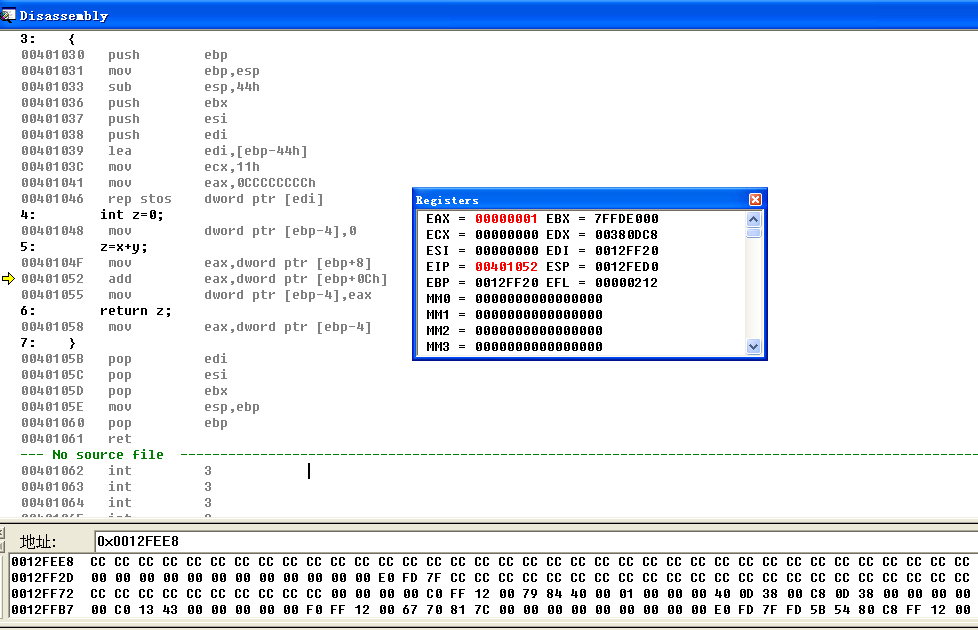 Disassembly
3: {
00401030 push ebp
00401031 mov ebp,esp
00401033 sub esp,44h
00401036 push ebx
00401037 push esi
00401038 push edi
00401039 lea edi,[ebp-44h]
0040103C mov ecx,11h
00401041 mov eax,0CCCCCCCCh
00401046 rep stos dword ptr [edi]
4: int z=0;
00401048 mov dword ptr [ebp-4],0
5: z=x+y;
0040104F mov eax,dword ptr [ebp+8]
00401052 add eax,dword ptr [ebp+0Ch]
00401055 mov dword ptr [ebp-4],eax
6: return z;
00401058 mov eax,dword ptr [ebp-4]
7: }
0040105B pop edi
0040105C pop esi
0040105D pop ebx
0040105E mov esp,ebp
00401060 pop ebp
00401061 ret
--- No source file ---
00401062 int 3
00401063 int 3
00401064 int 3
Registers
EAX = 00000001 EBX = 7FFDE000
ECX = 00000000 EDX = 00380DC8
ESI = 00000000 EDI = 0012FF20
EIP = 00401052 ESP = 0012FED0
EBP = 0012FF20 EFL = 00000212
MM0 = 0000000000000000
MM1 = 0000000000000000
MM2 = 0000000000000000
MM3 = 0000000000000000
地址: 0x0012FEE8
0012FEE8 CC CC CC CC CC CC CC CC CC CC CC CC CC CC CC CC CC CC CC CC CC CC CC CC CC CC CC CC CC CC CC CC CC CC CC CC CC
0012FF2D 00 00 00 00 00 00 00 00 00 00 00 00 E0 FD 7F CC CC CC CC CC CC CC CC CC CC CC CC CC CC CC CC CC CC CC CC CC CC
0012FF72 CC CC CC CC CC CC CC CC CC CC 00 00 00 00 C0 FF 12 00 79 84 40 00 01 00 00 00 40 0D 38 00 C8 0D 38 00 00 00 00
0012FFB7 00 C0 13 43 00 00 00 00 00 F0 FF 12 00 67 70 81 7C 00 00 00 00 00 00 00 00 00 E0 FD 7F FD 5B 54 80 C8 FF 12 00